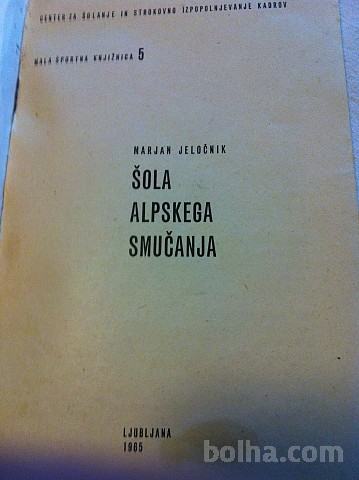 CENTER ZA ŠOLANJE IN STROKOVNO IZPOPOLNJEVANJE KADROV
MALA ŠPORTNA KNJIŽNICA 5
MARJAN JELOČNIK
ŠOLA
ALPSKEGA
SMUČANJA
LJUBLJANA
1965
bolha.com